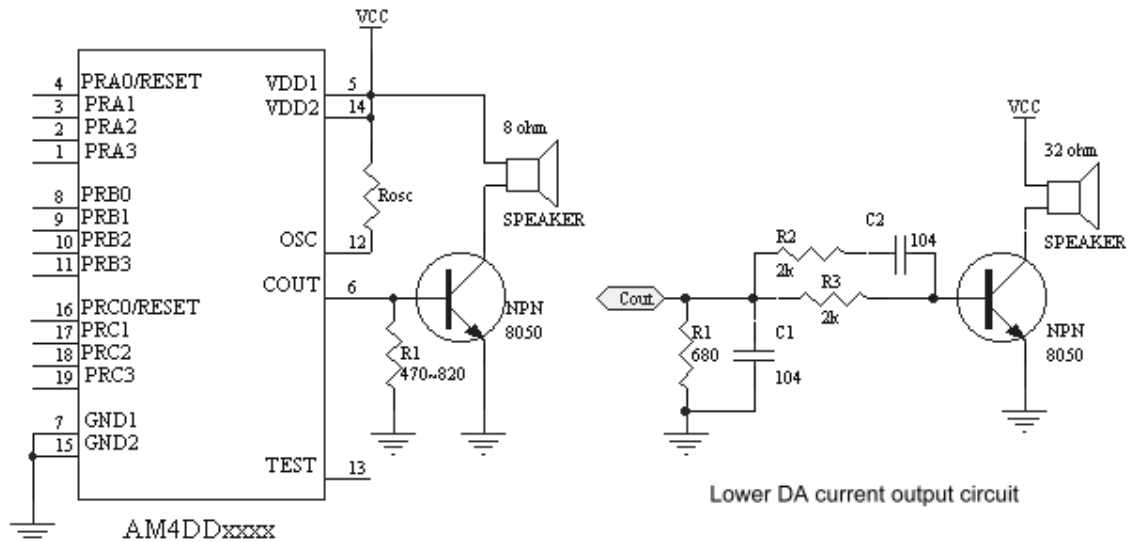 VCC
4 PRA0/RESET
3 PRA1
2 PRA2
1 PRA3
8 PRB0
9 PRB1
10 PRB2
11 PRB3
16 PRC0/RESET
17 PRC1
18 PRC2
19 PRC3
7 GND1
15 GND2
VDD1 5
VDD2 14
OSC 12
COUT 6
TEST 13
AM4DDxxxx
Rosc
8 ohm
SPEAKER
NPN
8050
R1
470~820
Cout
R1
680
C1
104
R2
2k
C2
104
R3
2k
VCC
32 ohm
SPEAKER
NPN
8050
Lower DA current output circuit